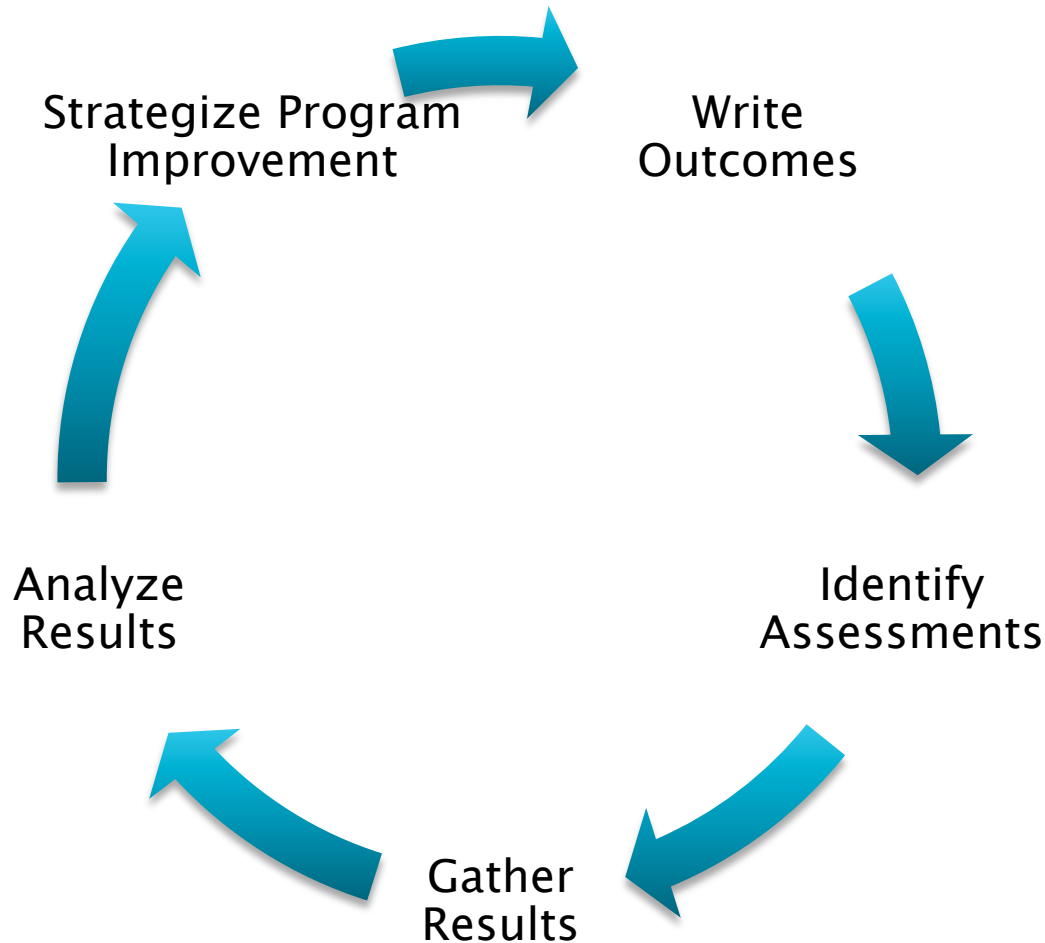 Strategize Program
Improvement
Write
Outcomes
Identify
Assessments
Gather
Results
Analyze
Results